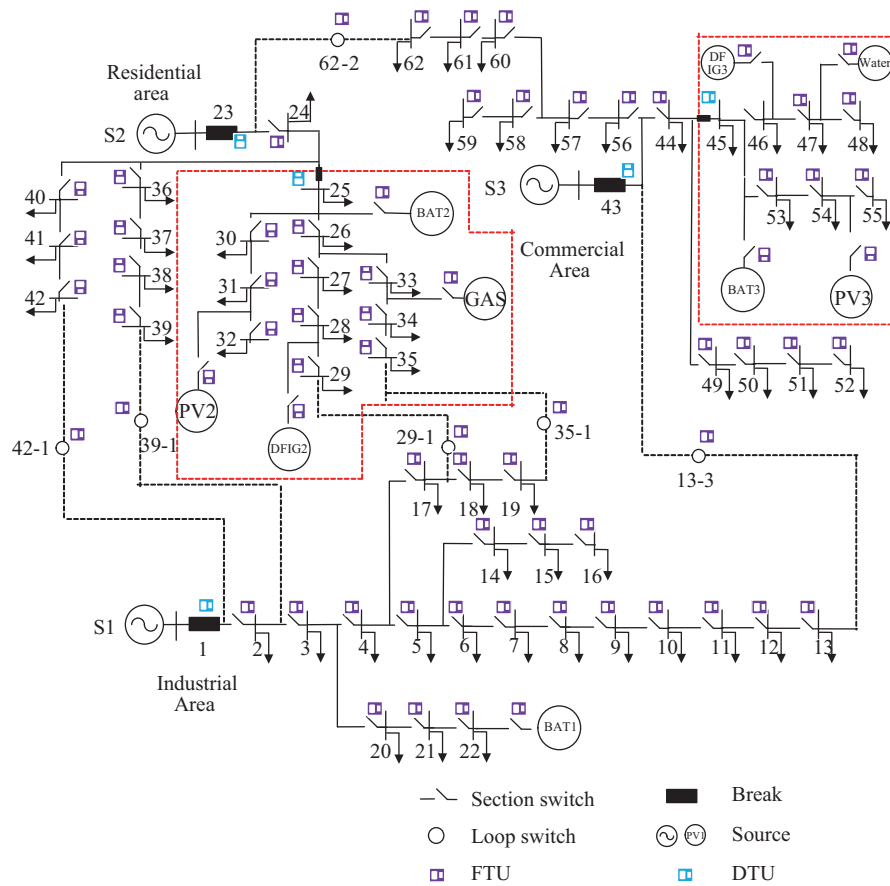 62-2
62
61
60
Residential
area
23
24
S2
DF
IG3
Water
59
58
57
56
44
45
46
47
48
S3
43
40
36
25
BAT2
53
54
55
41
37
30
26
Commercial
Area
42
38
31
27
33
GAS
BAT3
PV3
39
32
28
34
29
35
PV2
49
50
51
52
42-1
39-1
DFIG2
29-1
35-1
13-3
17
18
19
14
15
16
S1
1
2
3
4
5
6
7
8
9
10
11
12
13
Industrial
Area
20
21
22
BAT1
Section switch
Break
Loop switch
PV1
Source
FTU
DTU